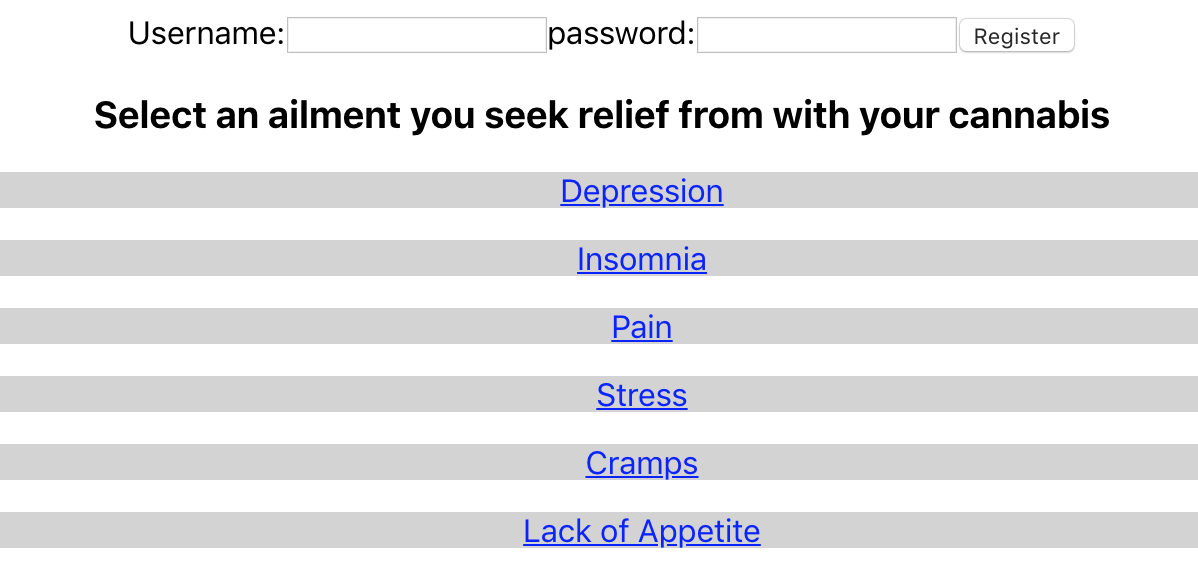 Username: password: Register
Select an ailment you seek relief from with your cannabis
Depression
Insomnia
Pain
Stress
Cramps
Lack of Appetite